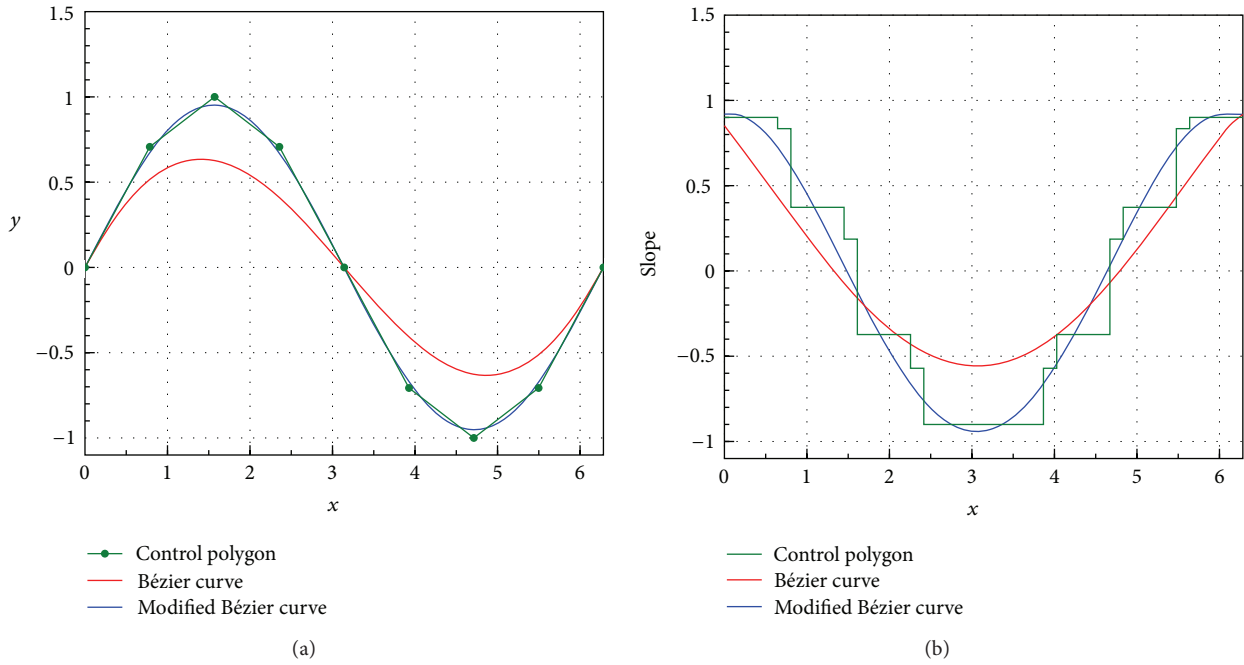 1.5
1
0.5
0
−0.5
−1
y
0
1
2
3
4
5
6
x
Control polygon
Bézier curve
Modified Bézier curve
(a)
1.5
1
0.5
0
−0.5
−1
Slope
0
1
2
3
4
5
6
x
Control polygon
Bézier curve
Modified Bézier curve
(b)